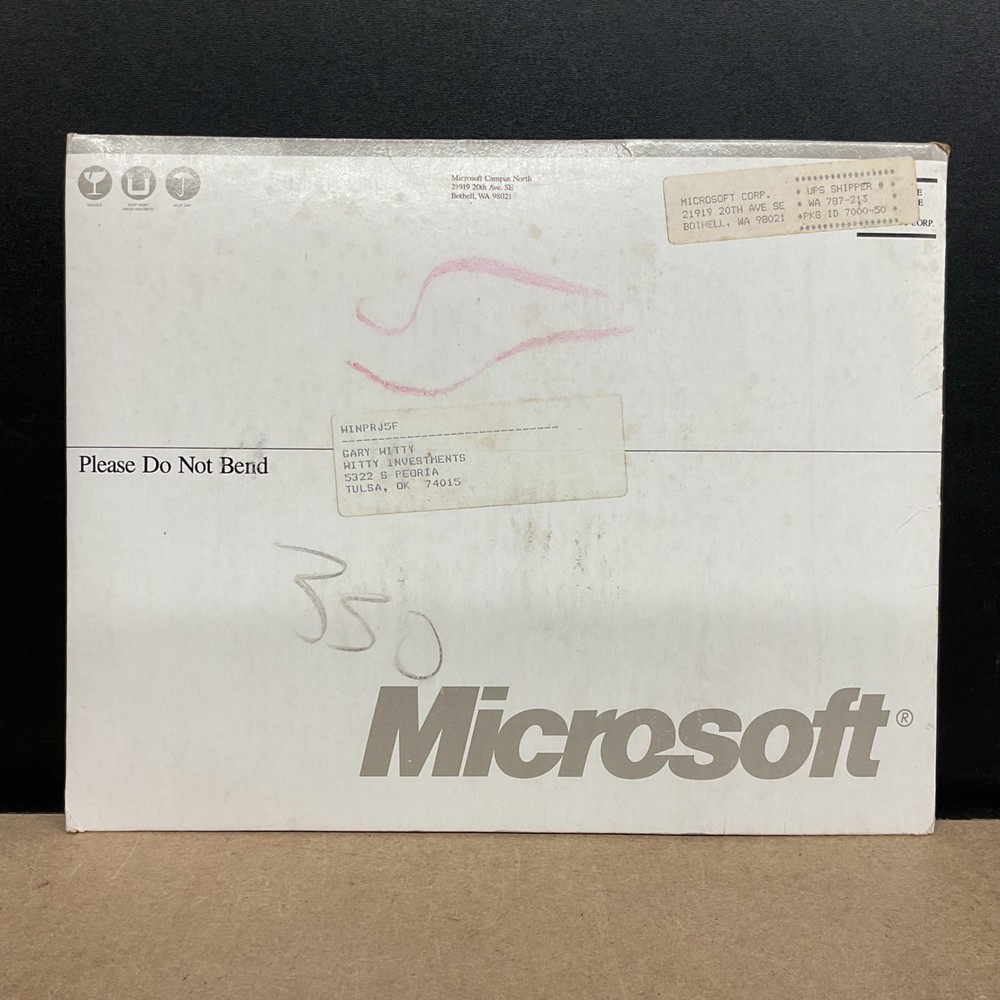 Microsoft Campus North
21919 20th Ave. SE
Bothell, WA 98021
MICROSOFT CORP.
21919 20TH AVE SE
BOTHELL, WA 98021
*******************
* UPS SHIPPER #
* WA 787-213 *
*PKG ID 7000-50 *
*******************
E
E
CORP.
Please Do Not Bend
WINPRJ5F
------------------------------
GARY WITTY
WITTY INVESTMENTS
5322 S PEORIA
TULSA, OK 74015
350
Microsoft®